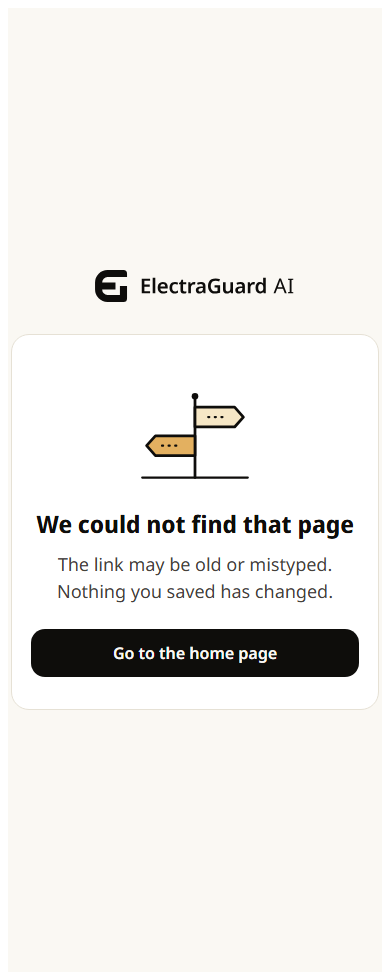 ElectraGuard AI
We could not find that page
The link may be old or mistyped.
Nothing you saved has changed.
Go to the home page